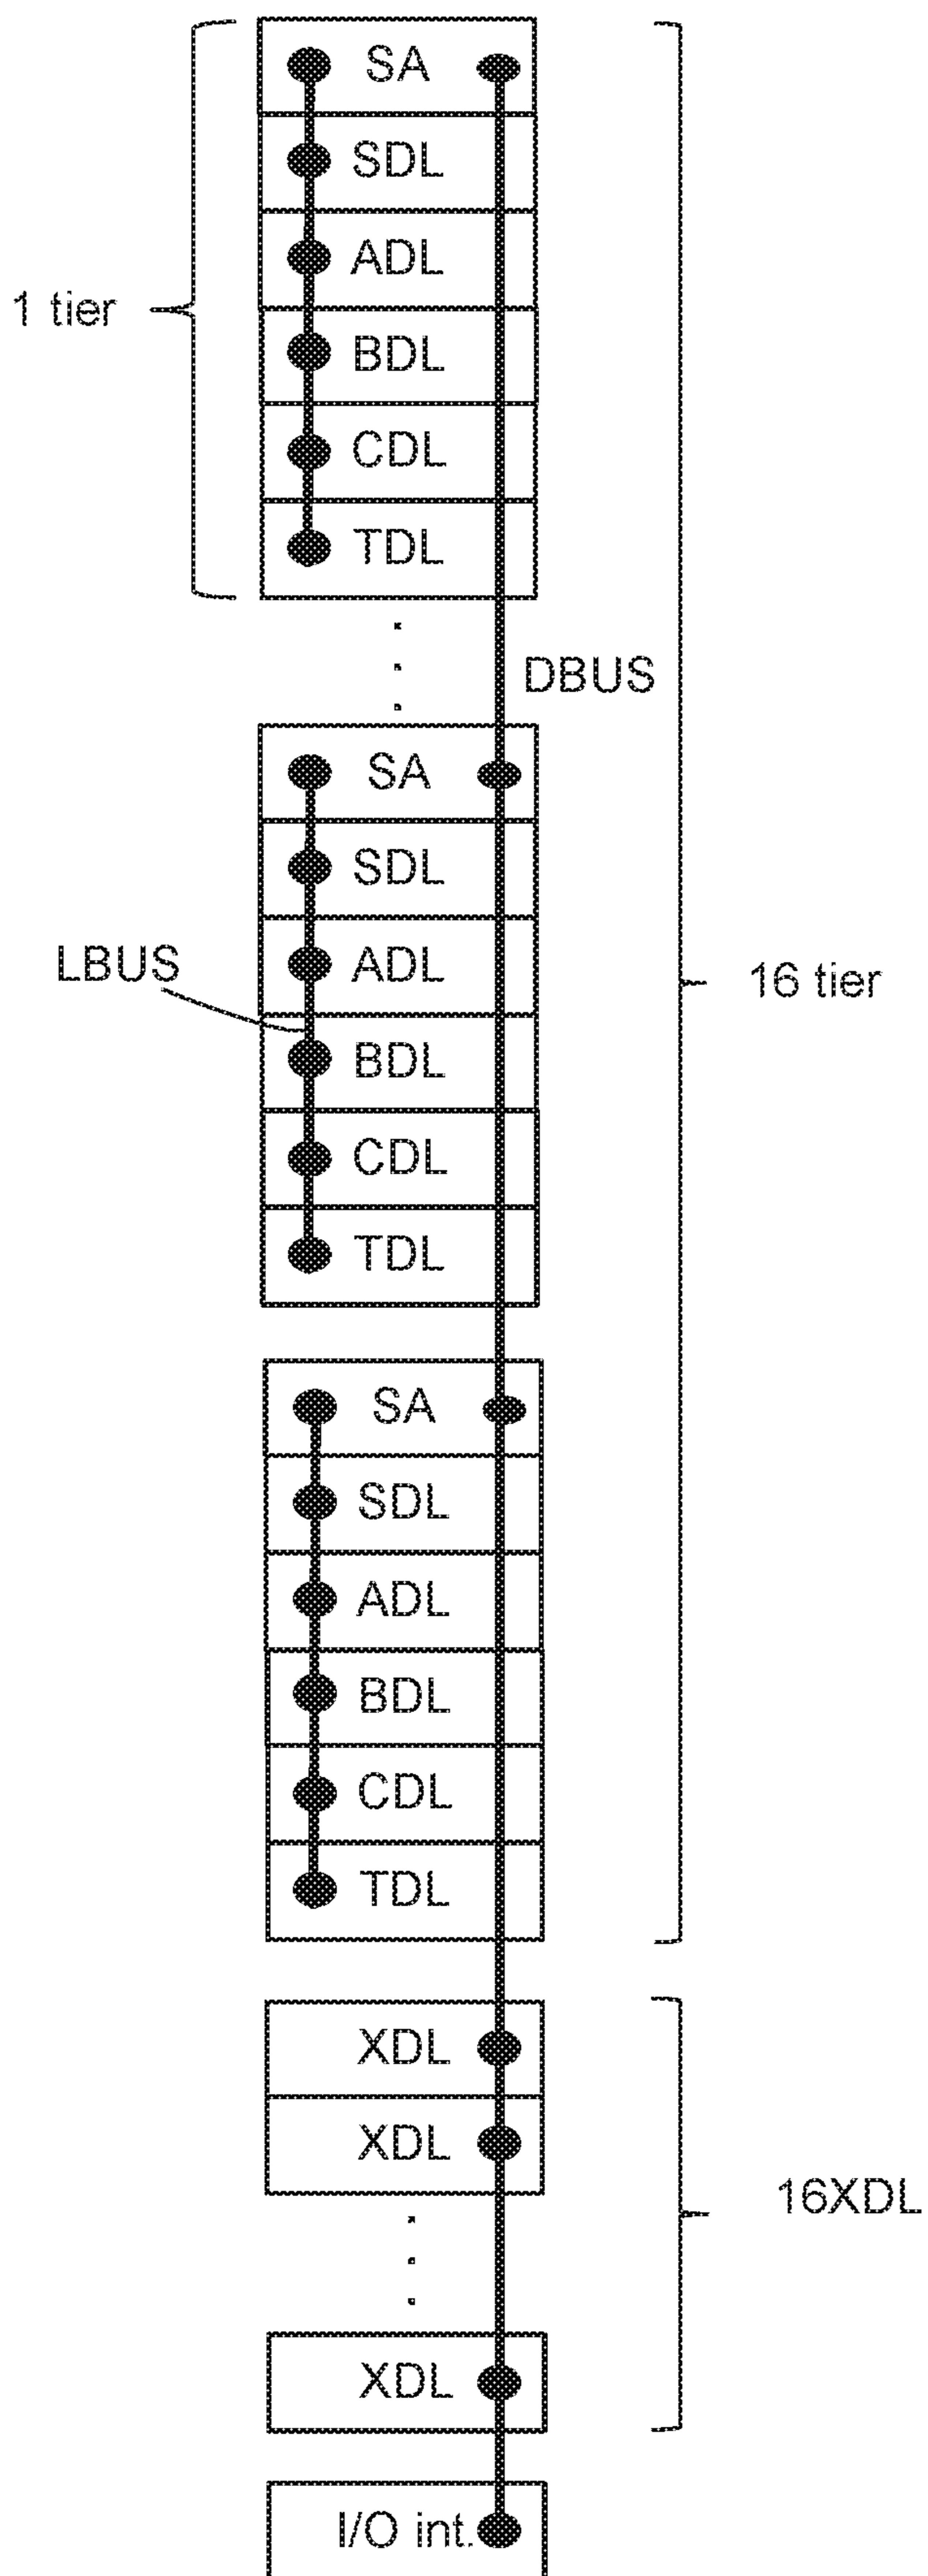 SA
SDL
ADL
1 tier
BDL
CDL
TDL
DBUS
SA
SDL
LBUS
ADL
16 tier
BDL
CDL
TDL
SA
SDL
ADL
BDL
CDL
TDL
XDL
XDL
16XDL
XDL
I/O int.